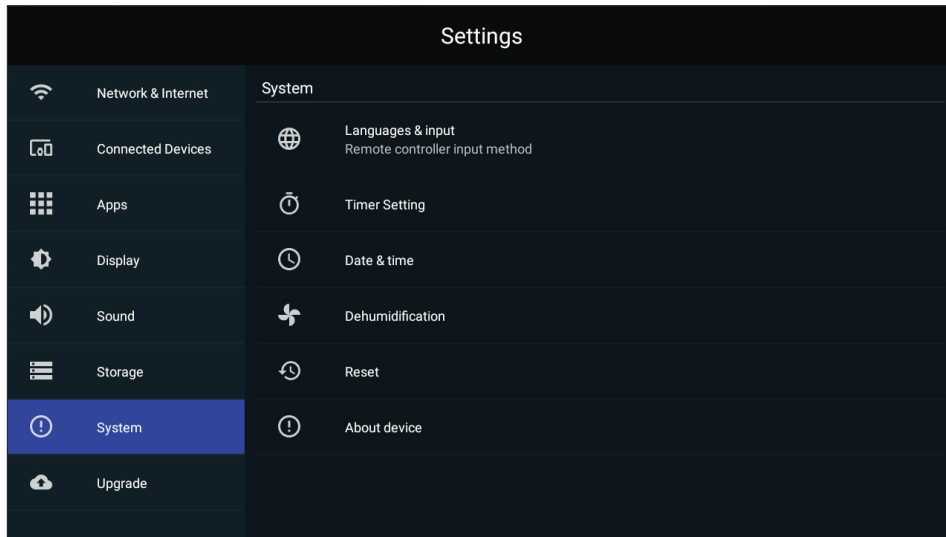 Settings
Network & Internet
Connected Devices
Apps
Display
Sound
Storage
System
Upgrade
System
Languages & input
Remote controller input method
Timer Setting
Date & time
Dehumidification
Reset
About device